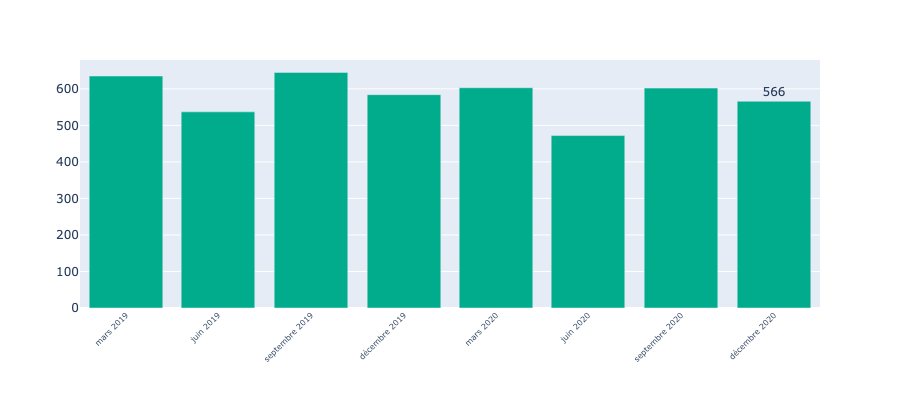 600
500
400
300
200
100
0
566
mars 2019
juin 2019
septembre 2019
décembre 2019
mars 2020
juin 2020
septembre 2020
décembre 2020